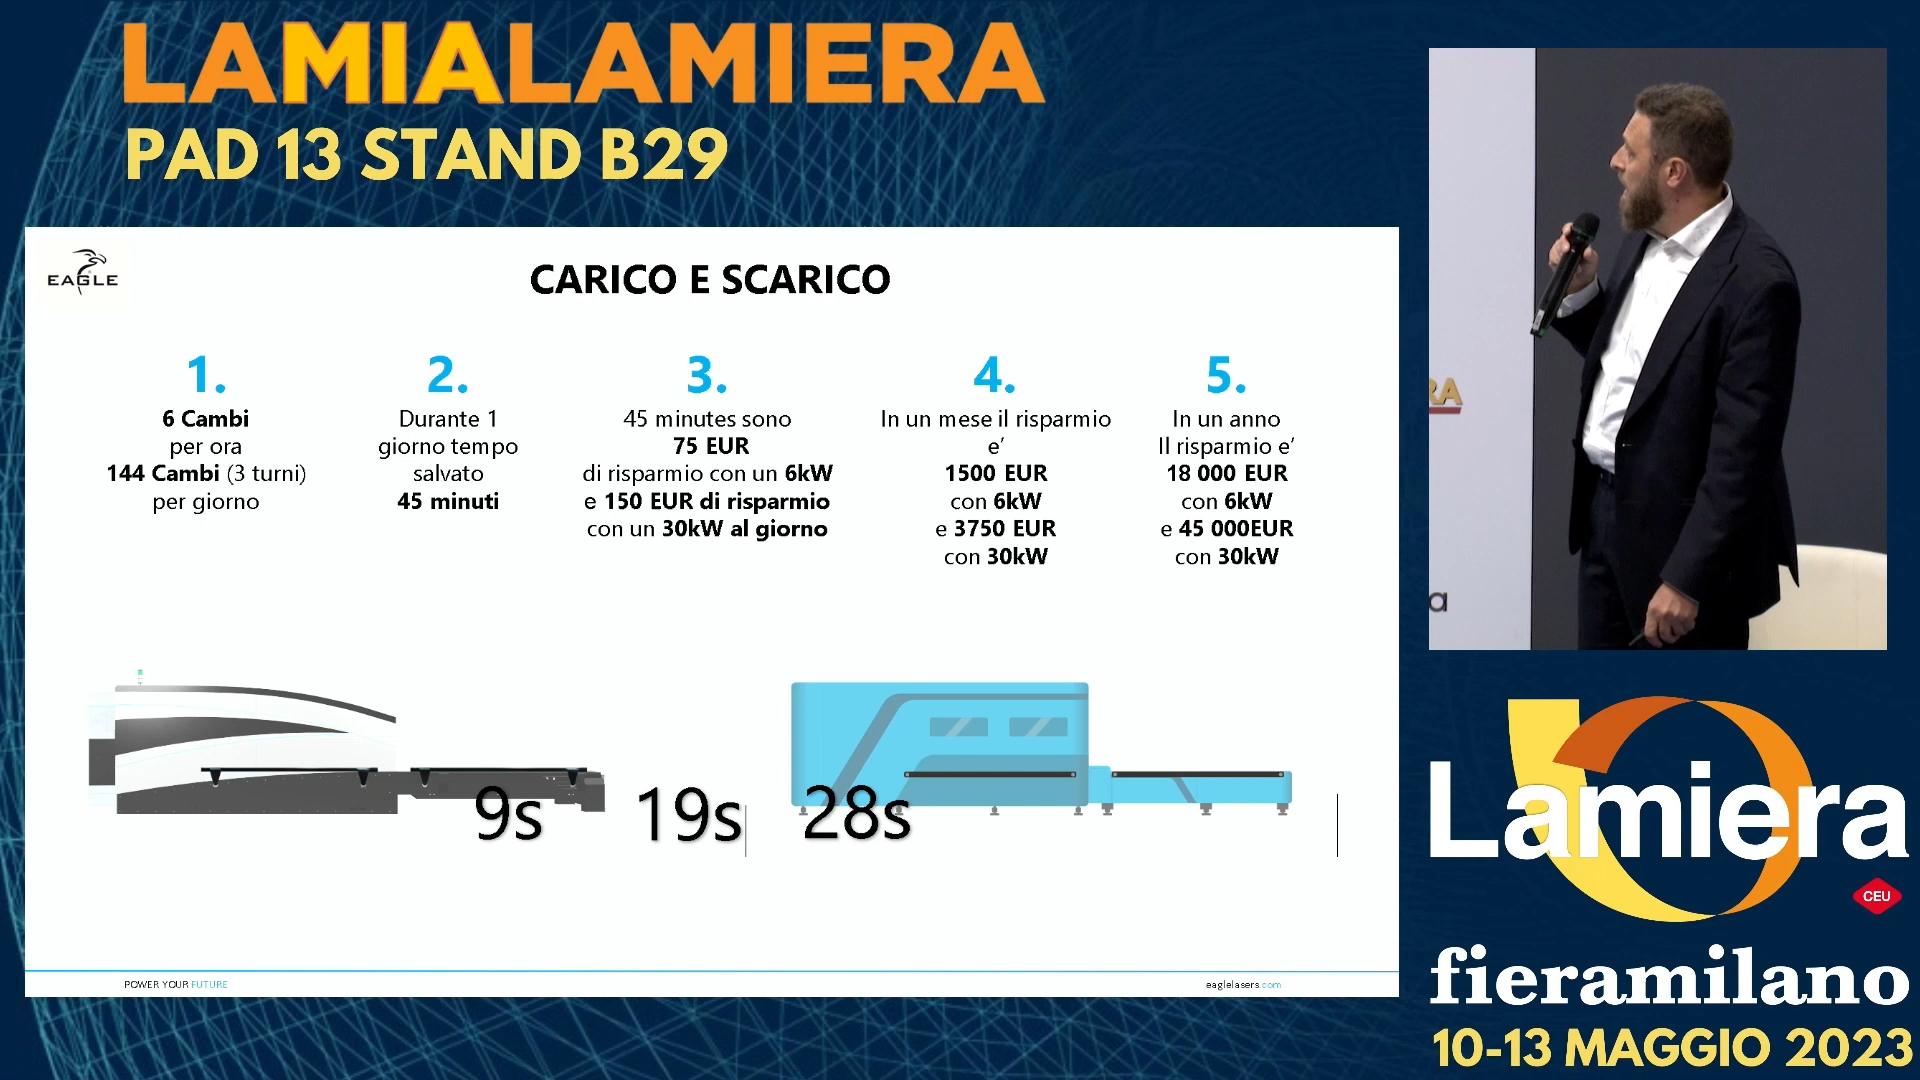 LAMIALAMIERA
PAD 13 STAND B29
EAGLE
CARICO E SCARICO
1.
6 Cambi
per ora
144 Cambi (3 turni)
per giorno
2.
Durante 1
giorno tempo
salvato
45 minuti
3.
45 minutes sono
75 EUR
di risparmio con un 6kW
e 150 EUR di risparmio
con un 30kW al giorno
4.
In un mese il risparmio
e’
1500 EUR
con 6kW
e 3750 EUR
con 30kW
5.
In un anno
Il risparmio e’
18 000 EUR
con 6kW
e 45 000EUR
con 30kW
9s
19s
28s
POWER YOUR FUTURE
eaglelasers.com
RA
a
Lamiera
CEU
fieramilano
10-13 MAGGIO 2023